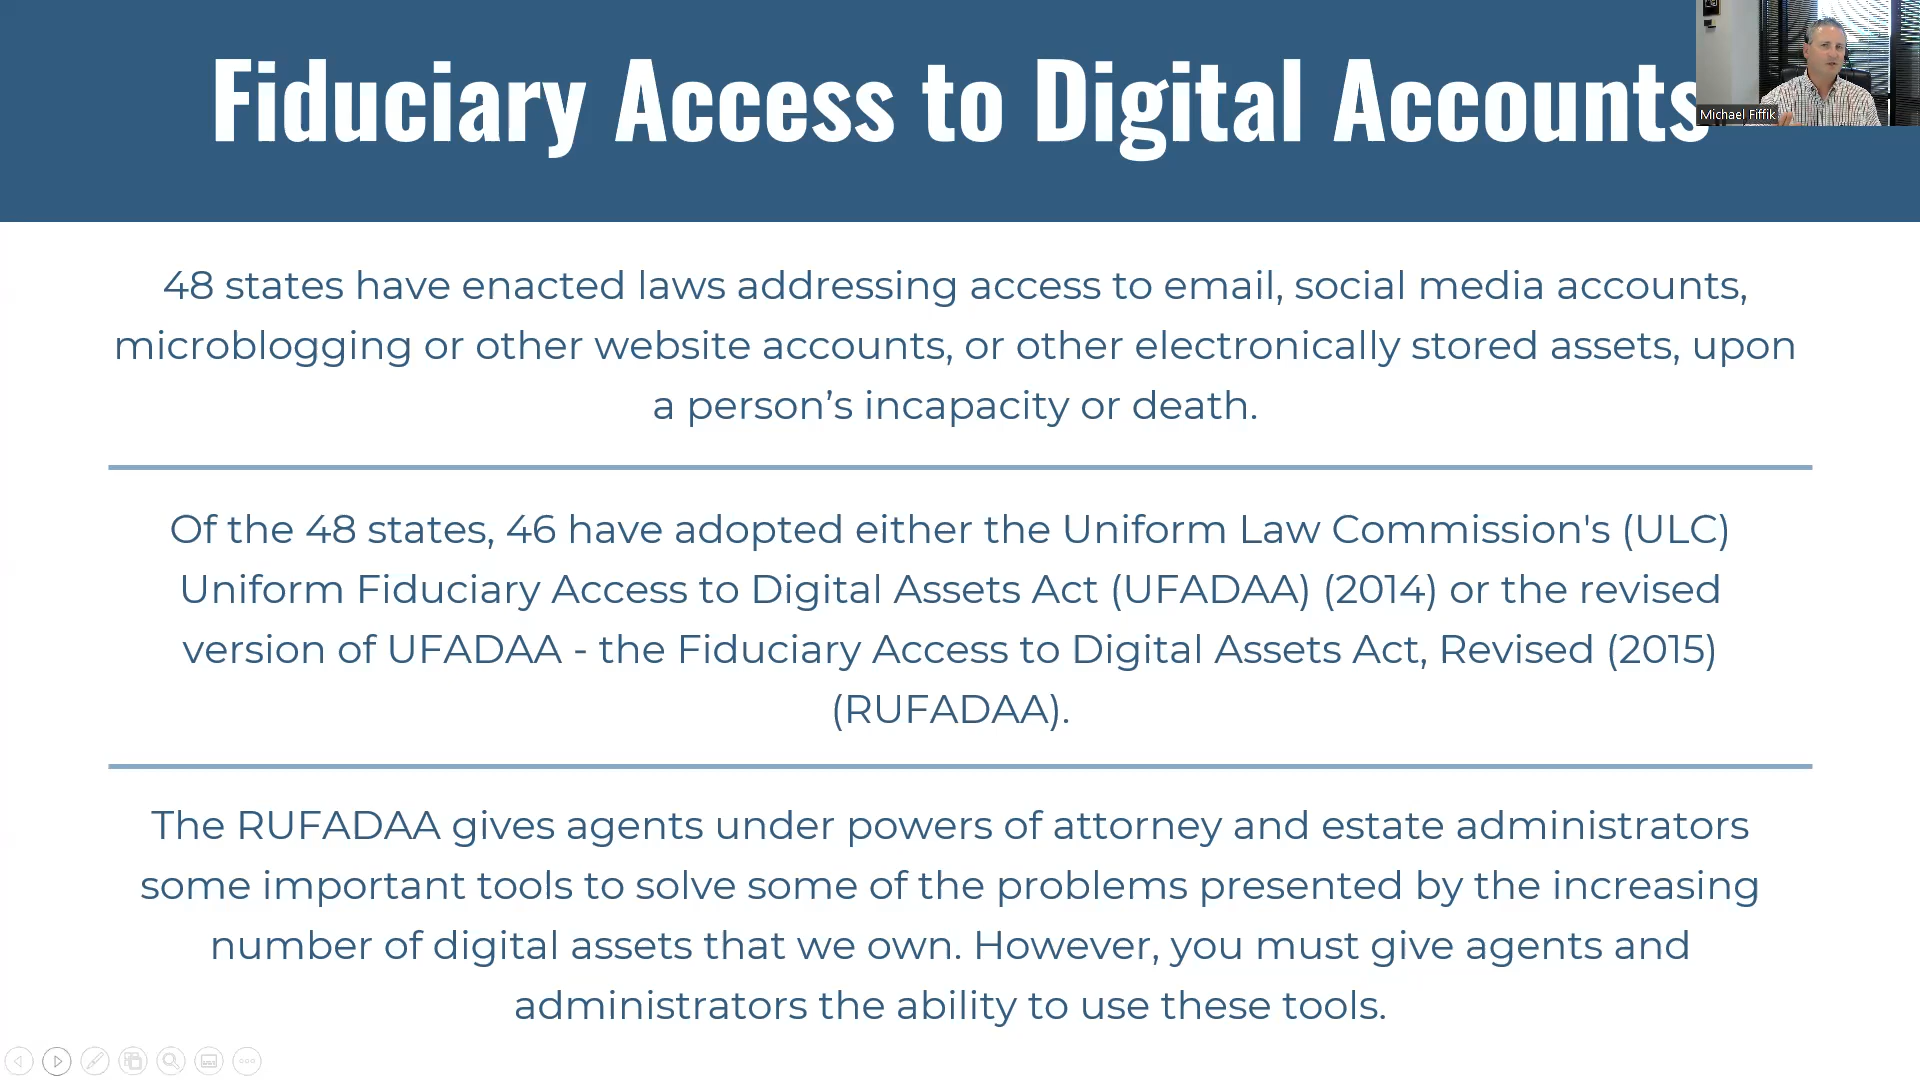 Fiduciary Access to Digital Accounts
Michael Fiffik
48 states have enacted laws addressing access to email, social media accounts,
microblogging or other website accounts, or other electronically stored assets, upon
a person’s incapacity or death.
Of the 48 states, 46 have adopted either the Uniform Law Commission's (ULC)
Uniform Fiduciary Access to Digital Assets Act (UFADAA) (2014) or the revised
version of UFADAA - the Fiduciary Access to Digital Assets Act, Revised (2015)
(RUFADAA).
The RUFADAA gives agents under powers of attorney and estate administrators
some important tools to solve some of the problems presented by the increasing
number of digital assets that we own. However, you must give agents and
administrators the ability to use these tools.